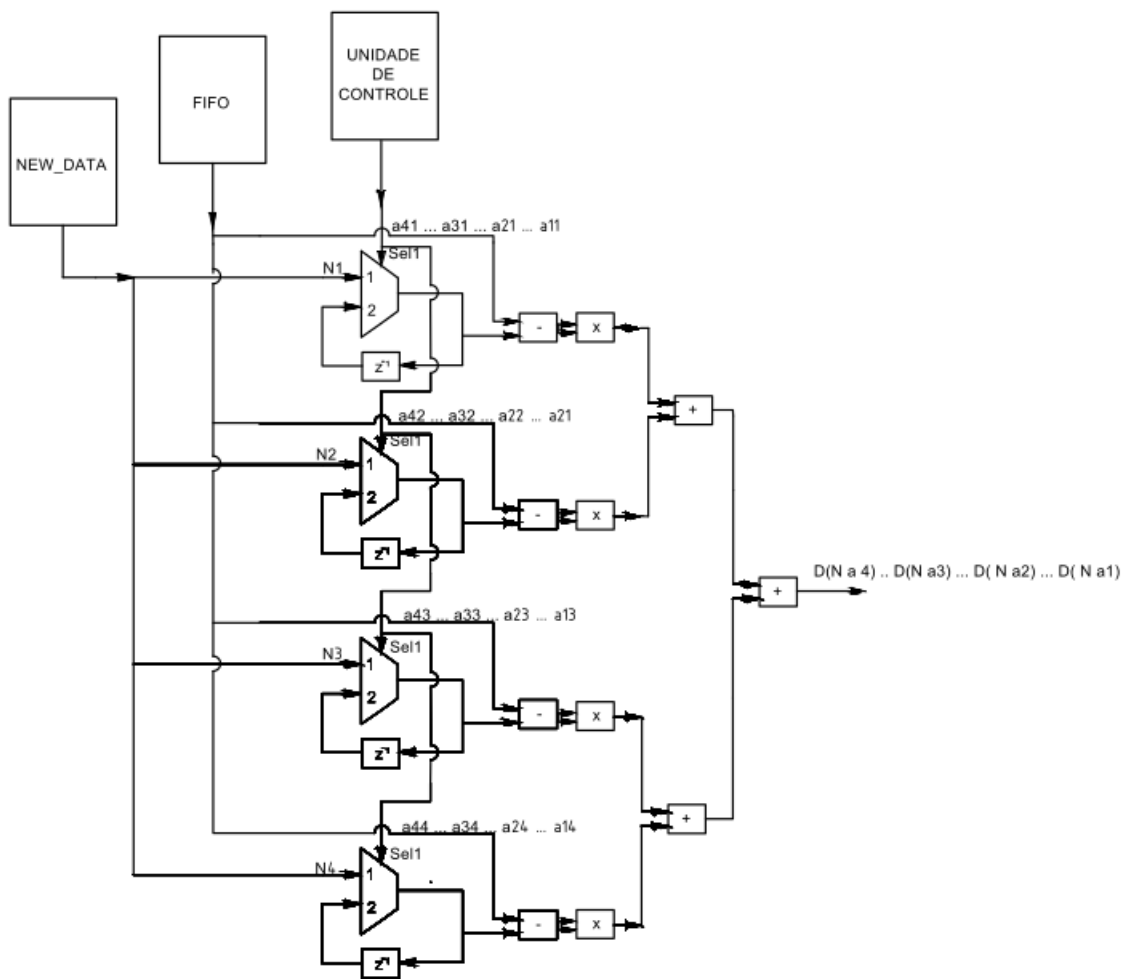 UNIDADE
DE
CONTROLE
FIFO
NEW_DATA
a41 ... a31 ... a21 ... a11
Sel1
N1
1
2
-
x
z⁻¹
+
a42 ... a32 ... a22 ... a21
Sel1
N2
1
2
-
x
z⁻¹
D(N a 4) .. D(N a3) ... D( N a2) ... D( N a1)
+
a43 ... a33 ... a23 ... a13
Sel1
N3
1
2
-
x
z⁻¹
+
a44 ... a34 ... a24 ... a14
Sel1
N4
1
2
-
x
z⁻¹